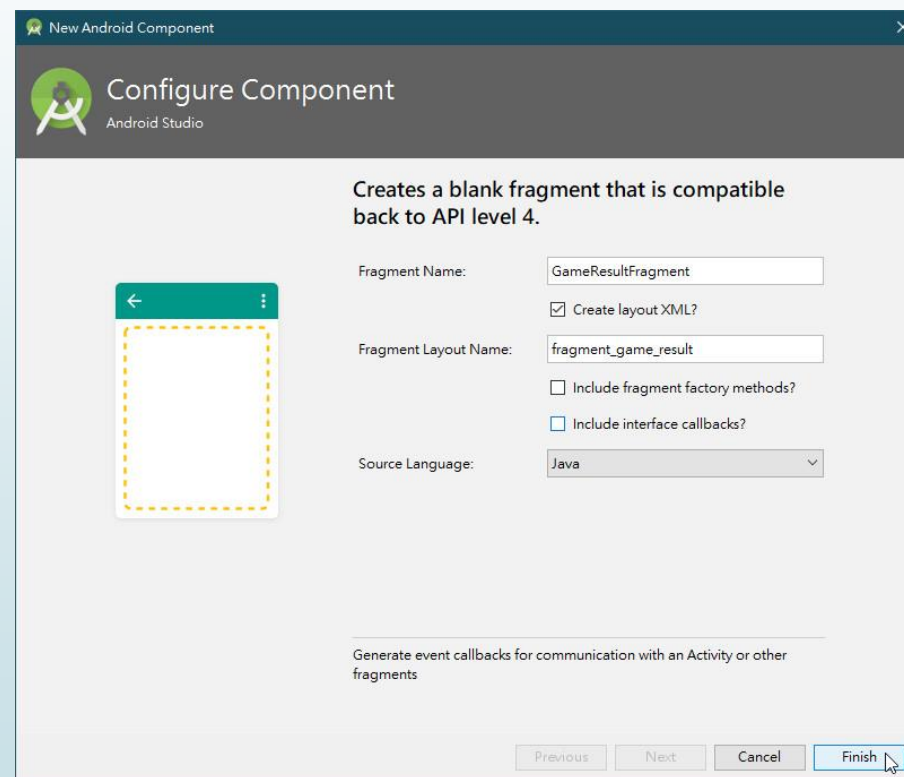 New Android Component
Configure Component
Android Studio
Creates a blank fragment that is compatible
back to API level 4.
Fragment Name:
GameResultFragment
Create layout XML?
Fragment Layout Name:
fragment_game_result
Include fragment factory methods?
Include interface callbacks?
Source Language:
Java
Generate event callbacks for communication with an Activity or other
fragments
Previous
Next
Cancel
Finish